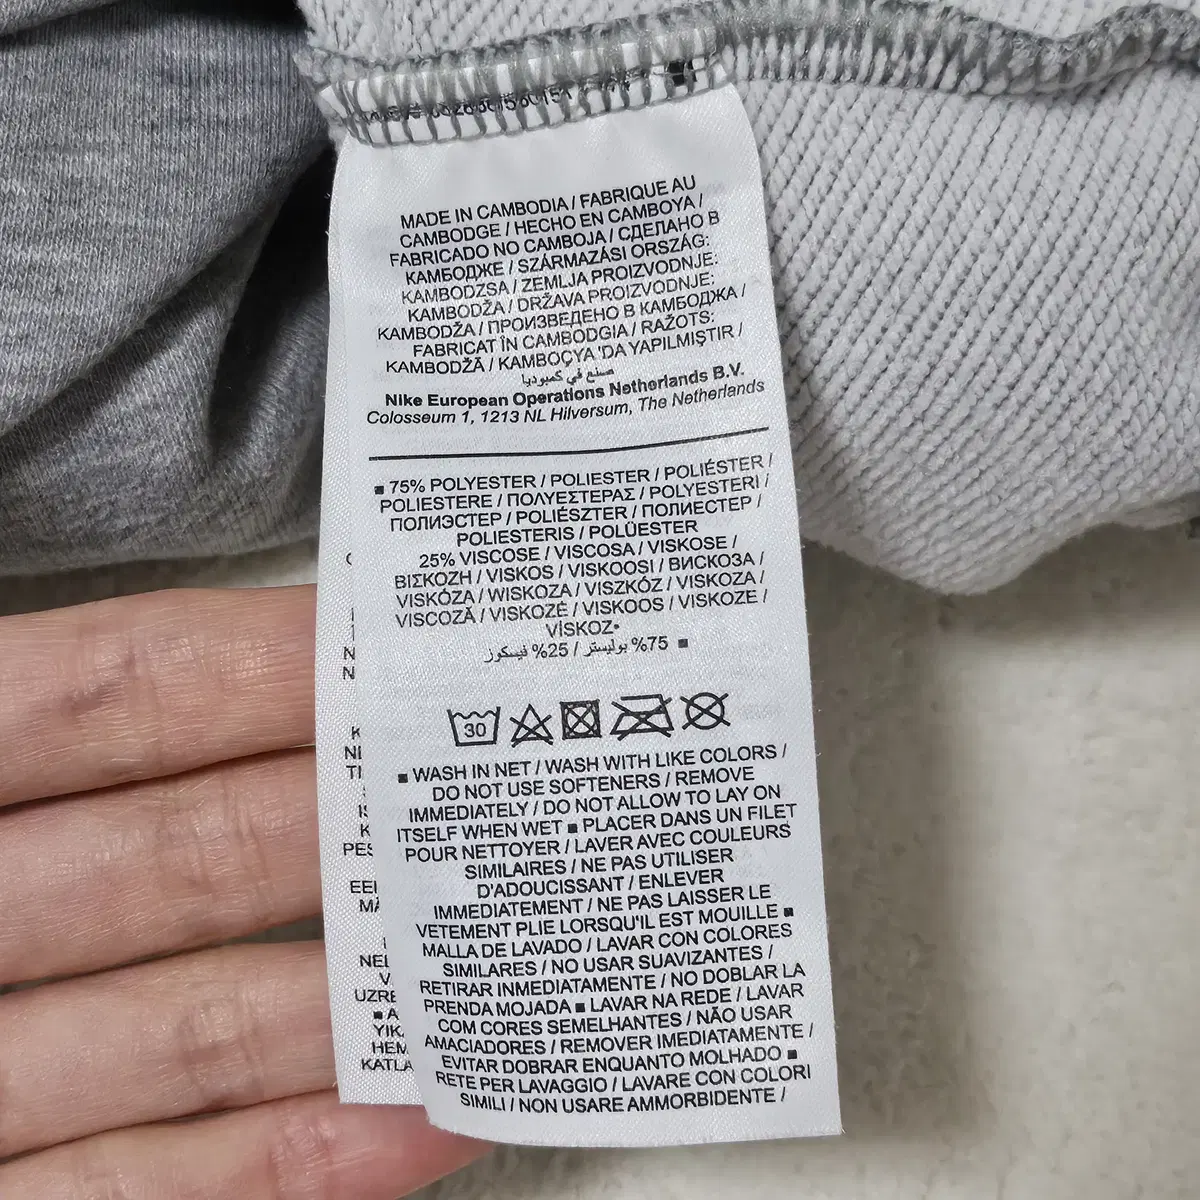 MADE IN CAMBODIA / FABRIQUE AU
CAMBODGE / HECHO EN CAMBOYA /
FABRICADO NO CAMBOJA / СДЕЛАНО В
КАМБОДЖЕ / SZÁRMAZÁSI ORSZÁG:
KAMBODZSA / ZEMLJA PROIZVODNJE:
KAMBODŽA / DRŽAVA PROIZVODNJE:
KAMBODŽA / ПРОИЗВЕДЕНО В КАМБОДЖА /
FABRICAT ÎN CAMBODGIA / RAŽOTS:
KAMBODŽĀ / KAMBOÇYA 'DA YAPILMIŞTIR /
صنع في كمبوديا
Nike European Operations Netherlands B.V.
Colosseum 1, 1213 NL Hilversum, The Netherlands
■ 75% POLYESTER / POLIESTER / POLIÉSTER /
POLIESTERE / ΠΟΛΥΕΣΤΕΡΑΣ / POLYESTERI /
ПОЛИЭСТЕР / POLIÉSZTER / ПОЛИЕСТЕР /
POLIESTERIS / POLÜESTER
25% VISCOSE / VISCOSA / VISKOSE /
ΒΙΣΚΟΖΗ / VISKOS / VISKOOSI / ВИСКОЗА /
VISKÓZA / WISKOZA / VISZKÓZ / VISKOZA /
VISCOZĂ / VISKOZĖ / VISKOOS / VISKOZE /
VİSKOZ•
75% بوليستر / 25% فيسكوز ■
30
■ WASH IN NET / WASH WITH LIKE COLORS /
DO NOT USE SOFTENERS / REMOVE
IMMEDIATELY / DO NOT ALLOW TO LAY ON
ITSELF WHEN WET ■ PLACER DANS UN FILET
POUR NETTOYER / LAVER AVEC COULEURS
SIMILAIRES / NE PAS UTILISER
D'ADOUCISSANT / ENLEVER
IMMEDIATEMENT / NE PAS LAISSER LE
VETEMENT PLIE LORSQU'IL EST MOUILLE ■
MALLA DE LAVADO / LAVAR CON COLORES
SIMILARES / NO USAR SUAVIZANTES /
RETIRAR INMEDIATAMENTE / NO DOBLAR LA
PRENDA MOJADA ■ LAVAR NA REDE / LAVAR
COM CORES SEMELHANTES / NÃO USAR
AMACIADORES / REMOVER IMEDIATAMENTE /
EVITAR DOBRAR ENQUANTO MOLHADO ■
RETE PER LAVAGGIO / LAVARE CON COLORI
SIMILI / NON USARE AMMORBIDENTE /